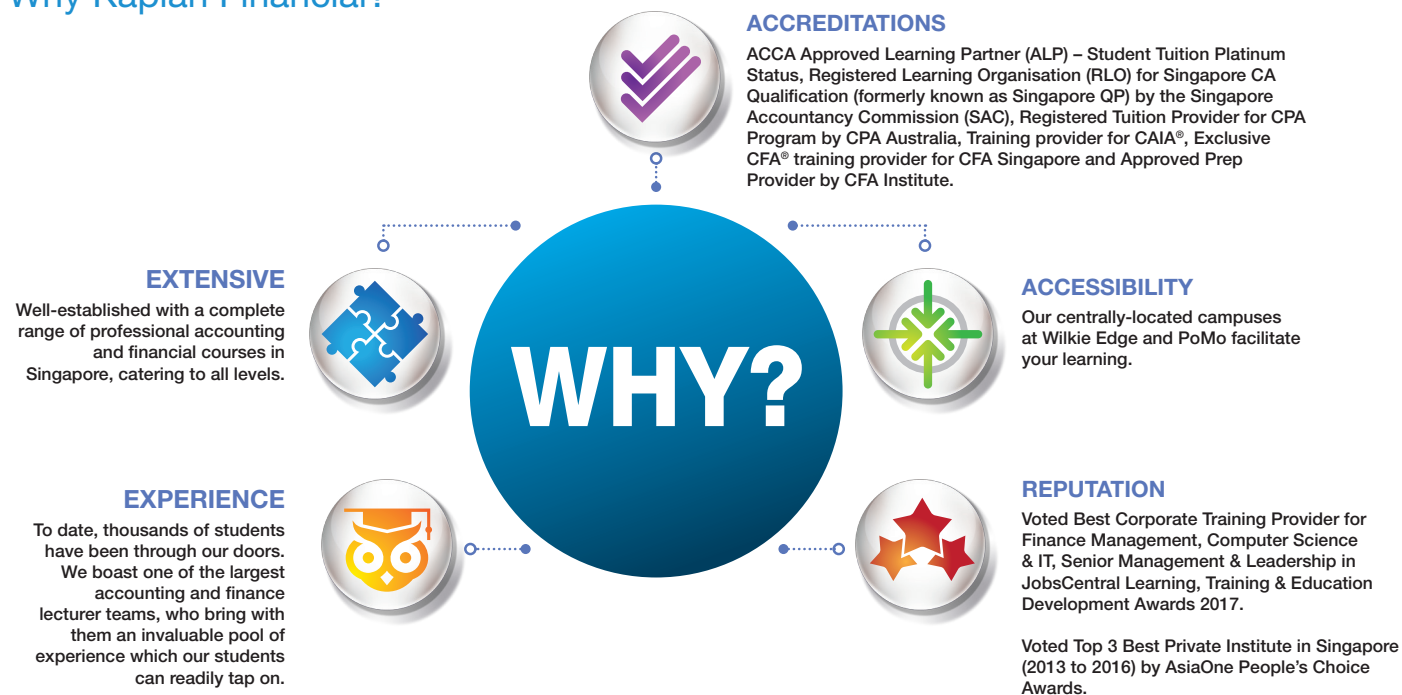 Why Kaplan Financial?
ACCREDITATIONS
ACCA Approved Learning Partner (ALP) – Student Tuition Platinum
Status, Registered Learning Organisation (RLO) for Singapore CA
Qualification (formerly known as Singapore QP) by the Singapore
Accountancy Commission (SAC), Registered Tuition Provider for CPA
Program by CPA Australia, Training provider for CAIA®, Exclusive
CFA® training provider for CFA Singapore and Approved Prep
Provider by CFA Institute.
EXTENSIVE
Well-established with a complete
range of professional accounting
and financial courses in
Singapore, catering to all levels.
WHY?
ACCESSIBILITY
Our centrally-located campuses
at Wilkie Edge and PoMo facilitate
your learning.
EXPERIENCE
To date, thousands of students
have been through our doors.
We boast one of the largest
accounting and finance
lecturer teams, who bring with
them an invaluable pool of
experience which our students
can readily tap on.
REPUTATION
Voted Best Corporate Training Provider for
Finance Management, Computer Science
& IT, Senior Management & Leadership in
JobsCentral Learning, Training & Education
Development Awards 2017.
Voted Top 3 Best Private Institute in Singapore
(2013 to 2016) by AsiaOne People's Choice
Awards.